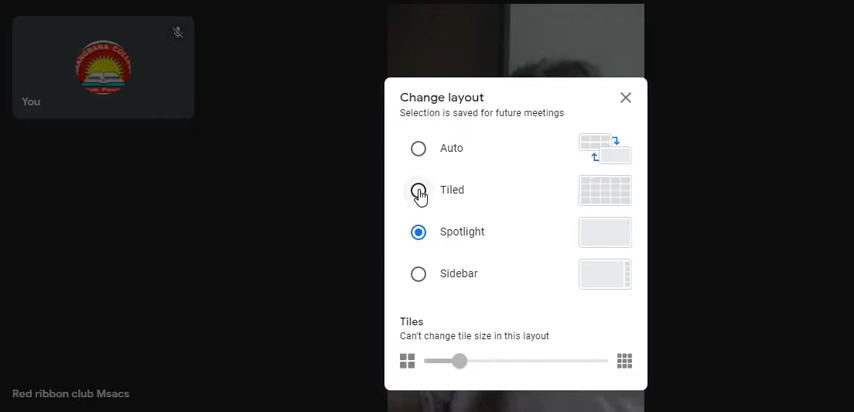 You
Change layout
Selection is saved for future meetings
Auto
Tiled
Spotlight
Sidebar
Tiles
Can't change tile size in this layout
Red ribbon club Msacs